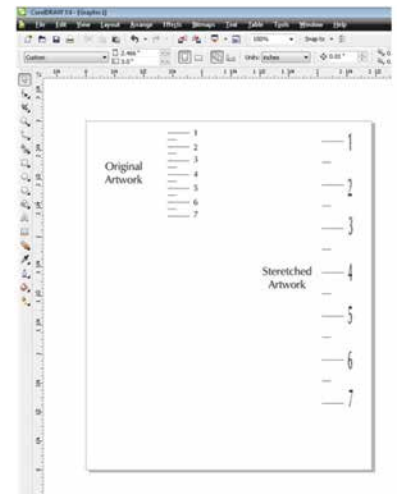 CorelDRAW X4 - [Graphic1]
File Edit View Layout Arrange Effects Bitmaps Text Table Tools Window Help
100% Snap to
Custom Units: inches
1
2
3
4
5
6
7
Original
Artwork
1
2
3
4
5
6
7
Steretched
Artwork